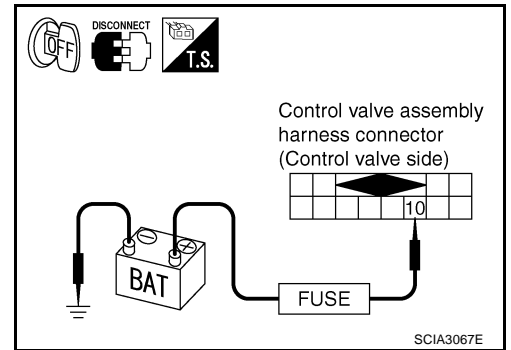 OFF
DISCONNECT
T.S.
Control valve assembly
harness connector
(Control valve side)
10
BAT
FUSE
SCIA3067E